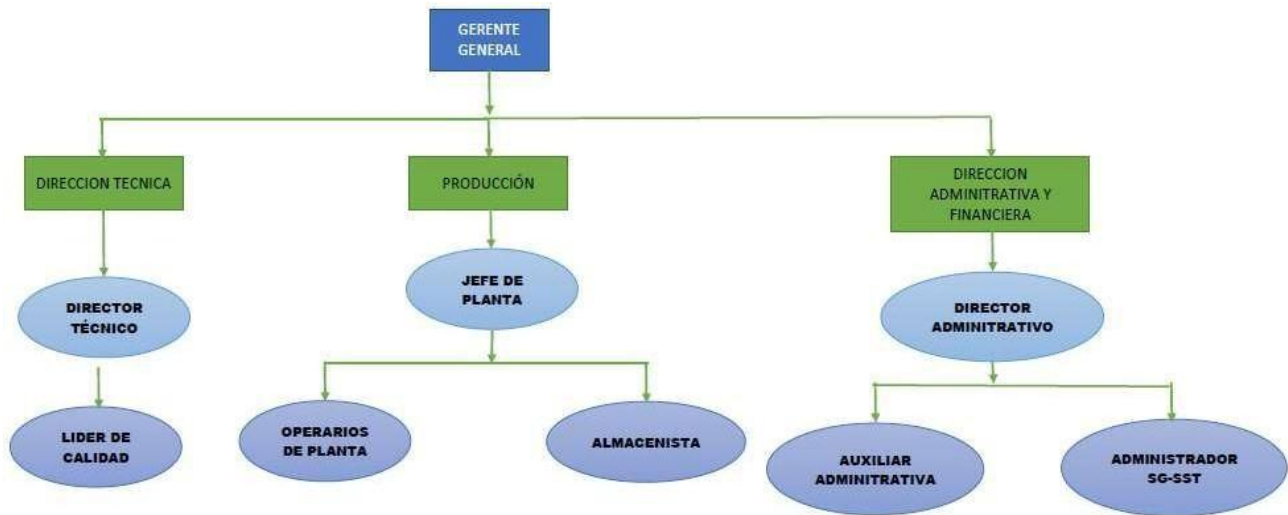 GERENTE
GENERAL
DIRECCION TECNICA
PRODUCCIÓN
DIRECCION
ADMINITRATIVA Y
FINANCIERA
DIRECTOR
TÉCNICO
JEFE DE
PLANTA
DIRECTOR
ADMINITRATIVO
LIDER DE
CALIDAD
OPERARIOS
DE PLANTA
ALMACENISTA
AUXILIAR
ADMINITRATIVA
ADMINISTRADOR
SG-SST